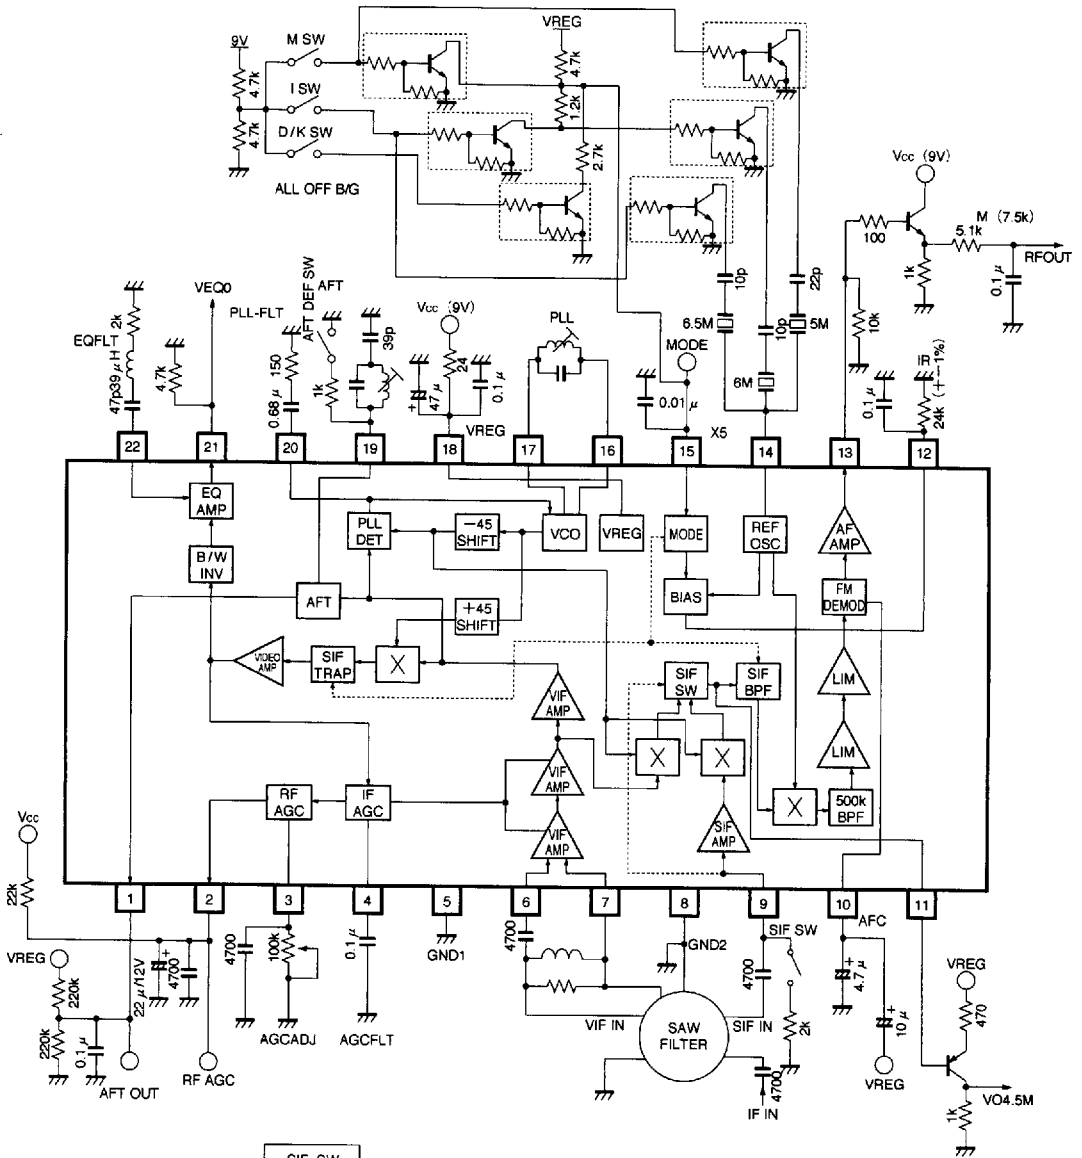 VREG
9V
M SW
4.7k
4.7k
I SW
1.2k
4.7k
D/K SW
2.7k
ALL OFF B/G
Vcc (9V)
M (7.5k)
100
5.1k
RFOUT
1k
0.1μ
10k
VEQ0
PLL-FLT
AFT DEF SW
AFT
Vcc (9V)
PLL
MODE
10p
22p
6.5M
10p
5M
6M
EQFLT
2k
47p39μH
4.7k
0.68μ
150
1k
39p
24
47μ
0.1μ
VREG
0.01μ
X5
IR
24k (+−1%)
0.1μ
22
21
20
19
18
17
16
15
14
13
12
EQ
AMP
PLL
DET
−45
SHIFT
VCO
VREG
MODE
REF
OSC
AF
AMP
B/W
INV
AFT
+45
SHIFT
BIAS
FM
DEMOD
VIDEO
AMP
SIF
TRAP
X
SIF
SW
SIF
BPF
LIM
VIF
AMP
X
X
LIM
VIF
AMP
RF
AGC
IF
AGC
X
500k
BPF
VIF
AMP
SIF
AMP
Vcc
22k
1
2
3
4
5
6
7
8
9
10
11
AFC
SIF SW
GND1
GND2
VREG
220k
220k
0.1μ
22μ/12V
4700
4700
100k
0.1μ
4700
4700
2k
4.7μ
10μ
VREG
470
VIF IN
SAW
FILTER
SIF IN
AGCADJ
AGCFLT
AFT OUT
RF AGC
4700
IF IN
VREG
VO4.5M
1k
SIF SW